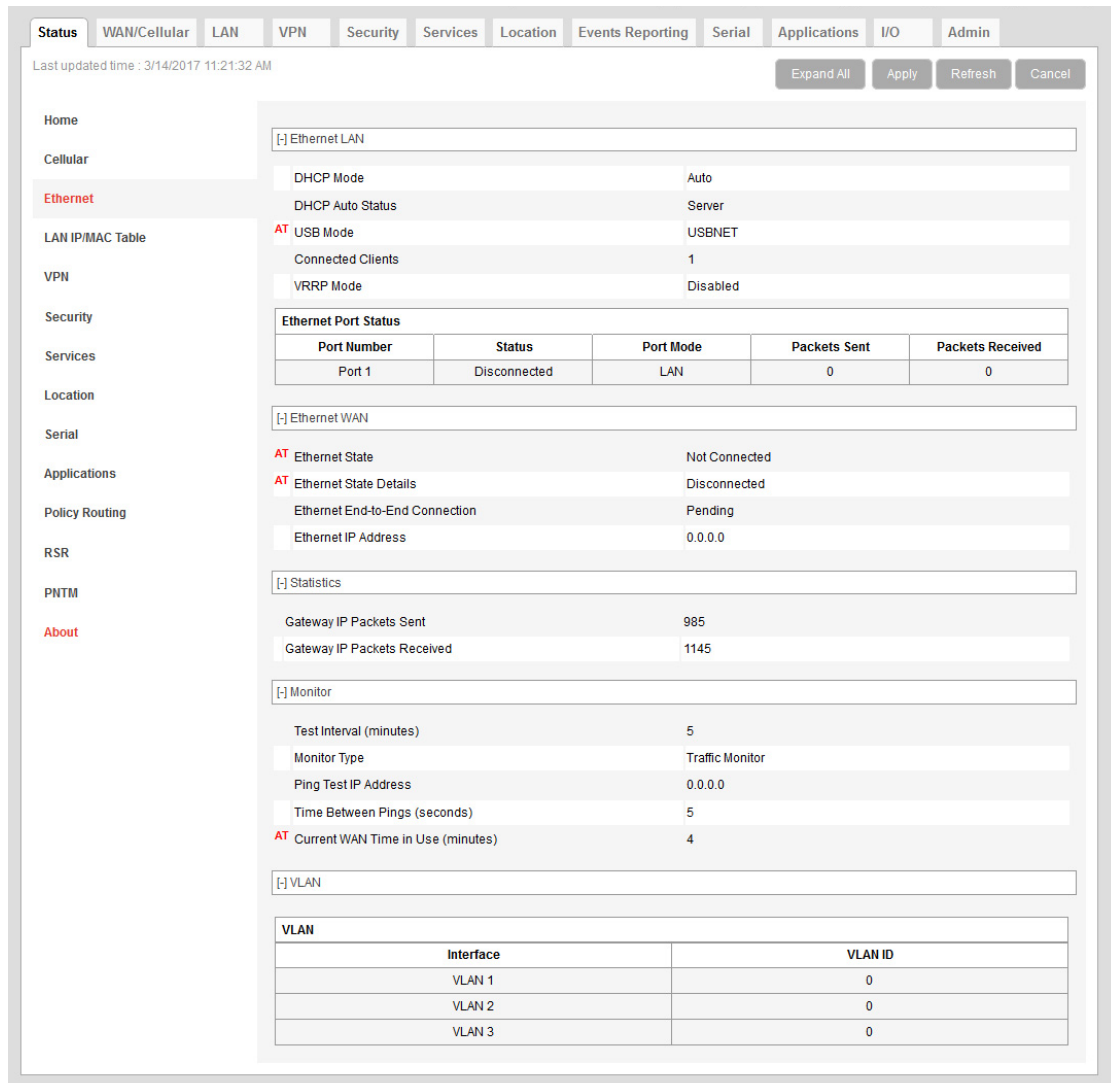 Status WAN/Cellular LAN VPN Security Services Location Events Reporting Serial Applications I/O Admin
Last updated time : 3/14/2017 11:21:32 AM
Expand All Apply Refresh Cancel
Home
Cellular
Ethernet
LAN IP/MAC Table
VPN
Security
Services
Location
Serial
Applications
Policy Routing
RSR
PNTM
About
[-] Ethernet LAN
DHCP Mode Auto
DHCP Auto Status Server
AT USB Mode USBNET
Connected Clients 1
VRRP Mode Disabled
Ethernet Port Status
Port Number Status Port Mode Packets Sent Packets Received
Port 1 Disconnected LAN 0 0
[-] Ethernet WAN
AT Ethernet State Not Connected
AT Ethernet State Details Disconnected
Ethernet End-to-End Connection Pending
Ethernet IP Address 0.0.0.0
[-] Statistics
Gateway IP Packets Sent 985
Gateway IP Packets Received 1145
[-] Monitor
Test Interval (minutes) 5
Monitor Type Traffic Monitor
Ping Test IP Address 0.0.0.0
Time Between Pings (seconds) 5
AT Current WAN Time in Use (minutes) 4
[-] VLAN
VLAN
Interface VLAN ID
VLAN 1 0
VLAN 2 0
VLAN 3 0